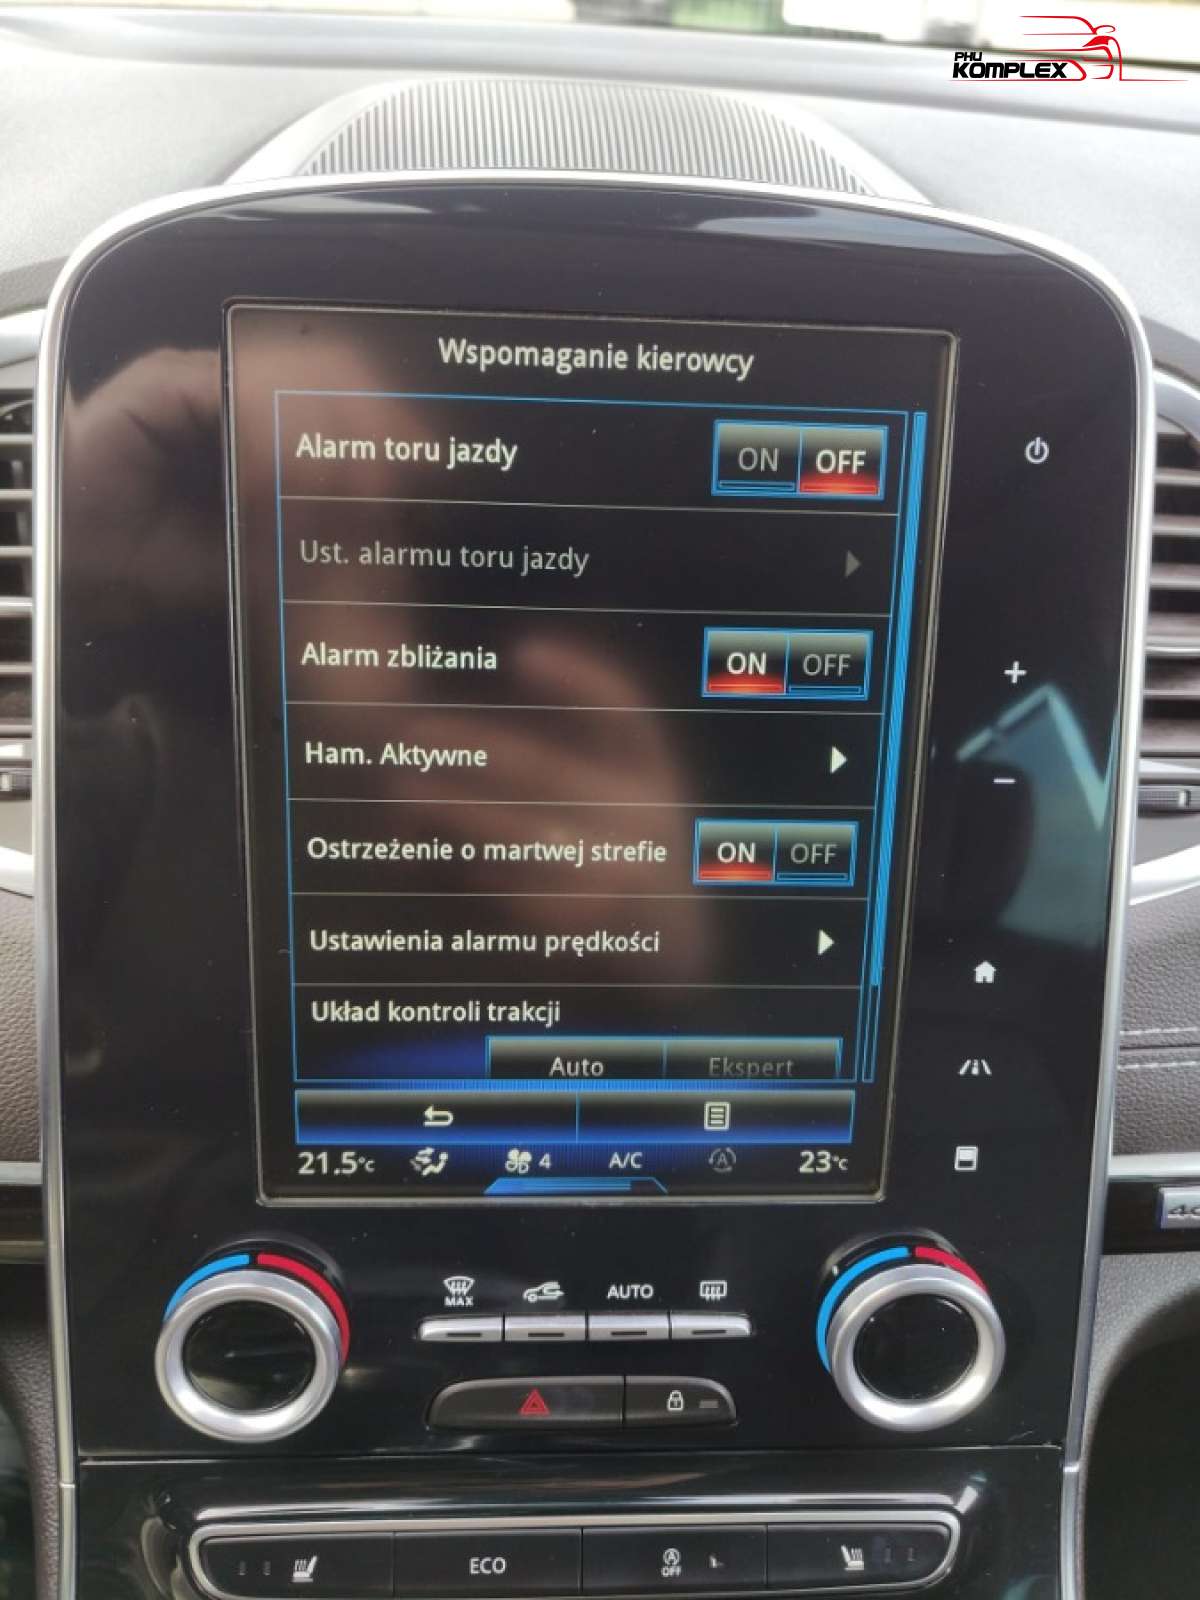 PHU
KOMPLEX
Wspomaganie kierowcy
Alarm toru jazdy ON OFF
Ust. alarmu toru jazdy
Alarm zbliżania ON OFF
Ham. Aktywne
Ostrzeżenie o martwej strefie ON OFF
Ustawienia alarmu prędkości
Układ kontroli trakcji
Auto Ekspert
21.5°C 4 A/C A 23°C
MAX AUTO
ECO A OFF